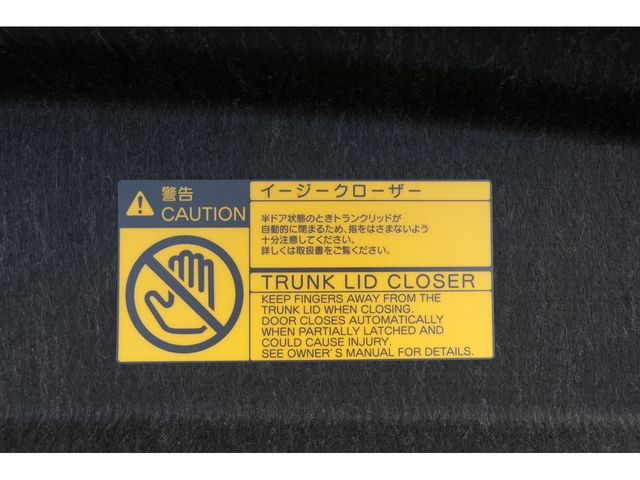 警告
CAUTION
イージークローザー
半ドア状態のときトランクリッドが
自動的に閉まるため、指をはさまないよう
十分注意してください。
詳しくは取扱書をご覧ください。
TRUNK LID CLOSER
KEEP FINGERS AWAY FROM THE
TRUNK LID WHEN CLOSING.
DOOR CLOSES AUTOMATICALLY
WHEN PARTIALLY LATCHED AND
COULD CAUSE INJURY.
SEE OWNER'S MANUAL FOR DETAILS.